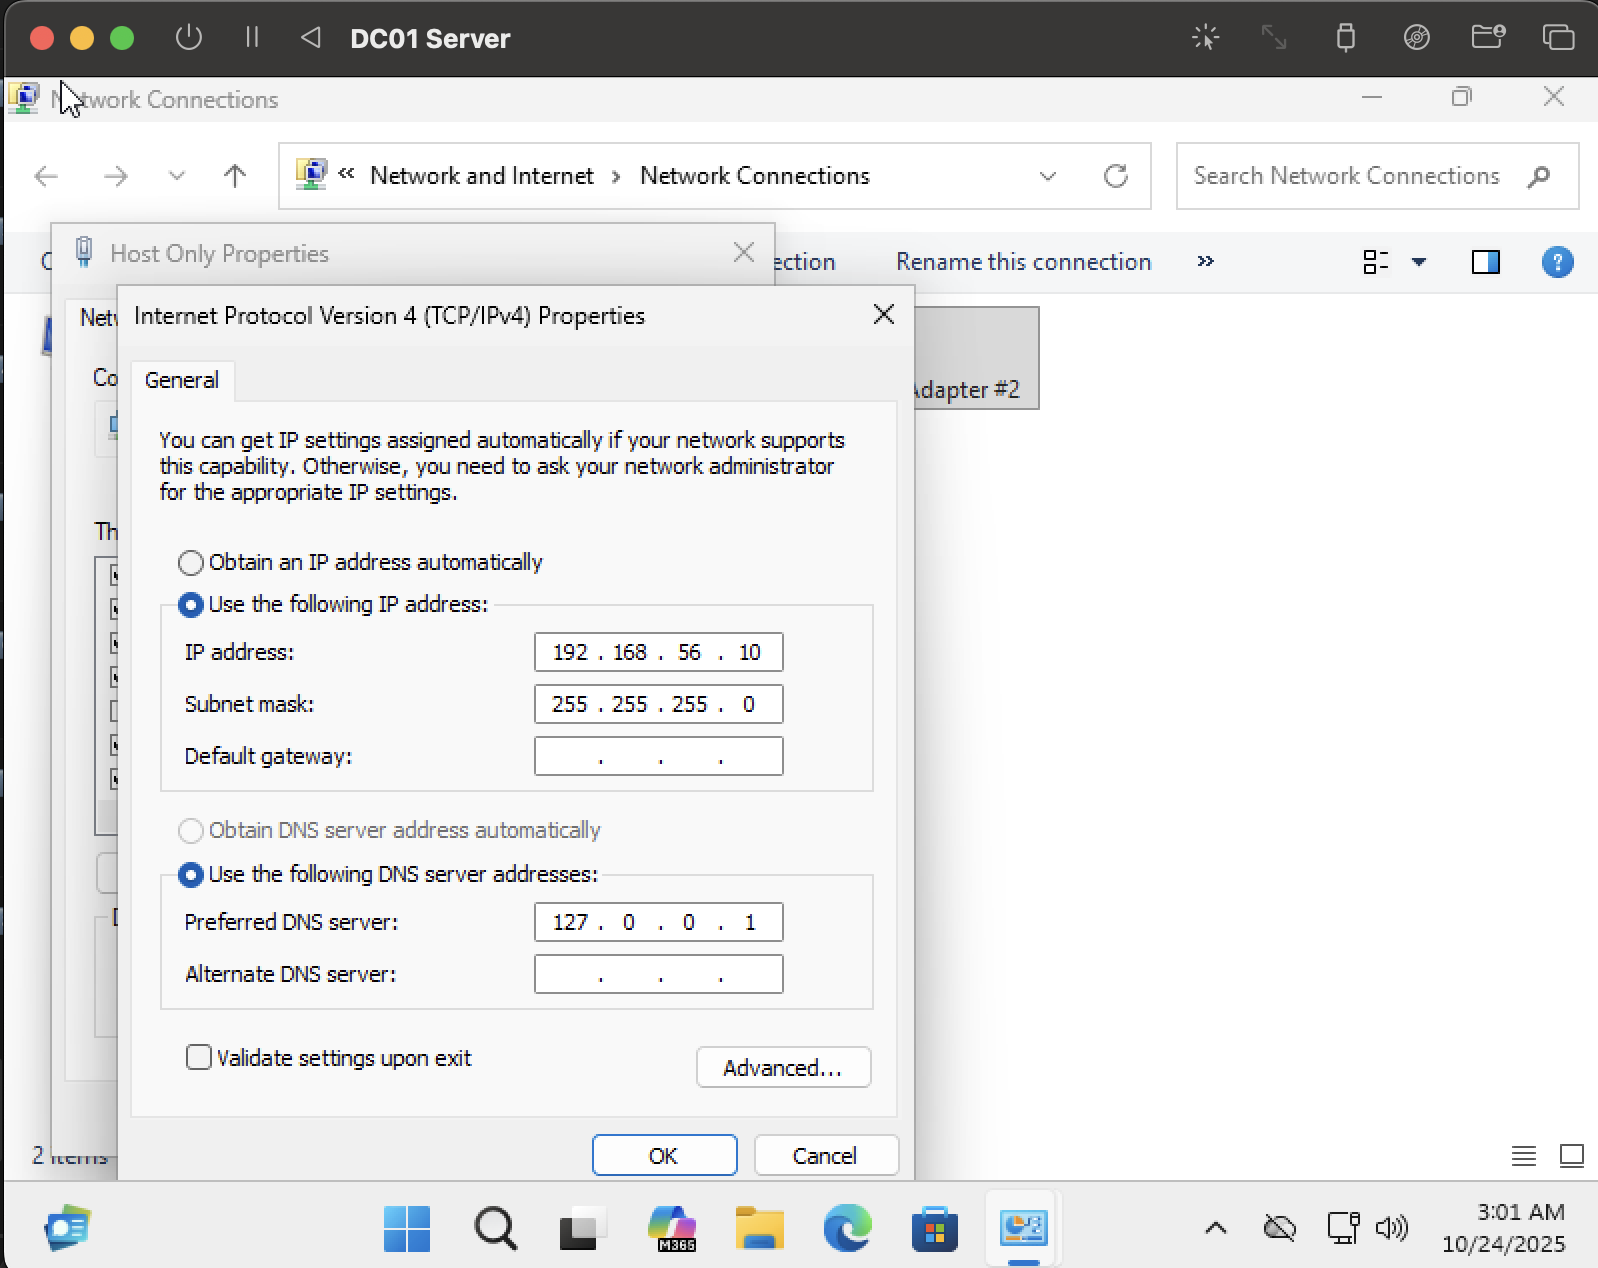 DC01 Server
Network Connections
« Network and Internet › Network Connections
Search Network Connections
Host Only Properties
Rename this connection »
Internet Protocol Version 4 (TCP/IPv4) Properties
General
Adapter #2
You can get IP settings assigned automatically if your network supports
this capability. Otherwise, you need to ask your network administrator
for the appropriate IP settings.
Obtain an IP address automatically
Use the following IP address:
IP address: 192 . 168 . 56 . 10
Subnet mask: 255 . 255 . 255 . 0
Default gateway: . . .
Obtain DNS server address automatically
Use the following DNS server addresses:
Preferred DNS server: 127 . 0 . 0 . 1
Alternate DNS server: . . .
Validate settings upon exit
Advanced...
OK Cancel
2 items
M365
3:01 AM
10/24/2025